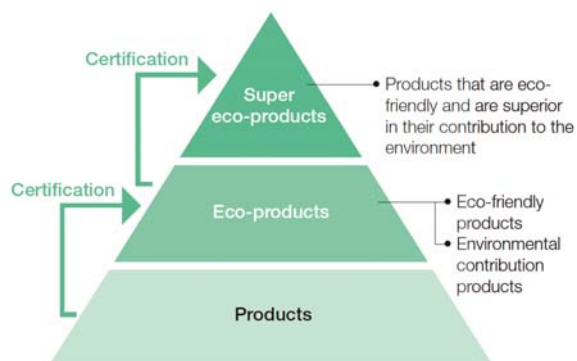 Certification
Super
eco-products
Products that are eco-
friendly and are superior
in their contribution to the
environment
Certification
Eco-products
Eco-friendly
products
Environmental
contribution
products
Products